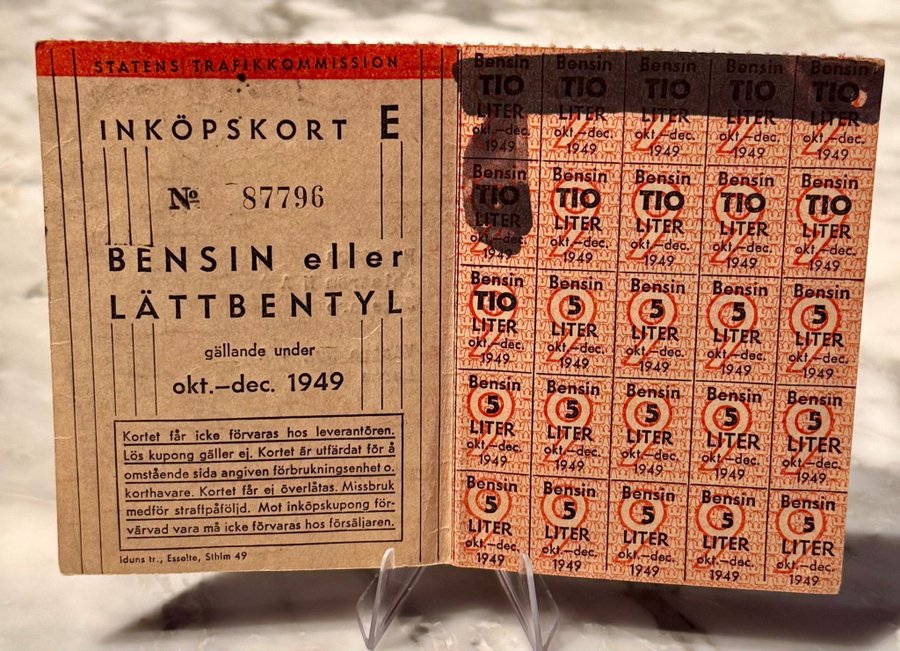 STATENS TRAFIKKOMMISSION
INKÖPSKORT E
No 87796
BENSIN eller
LÄTTBENTYL
gällande under
okt.—dec. 1949
Kortet får icke förvaras hos leverantören.
Lös kupong gäller ej. Kortet är utfärdat för å
omstående sida angiven förbrukningsenhet o.
korthavare. Kortet får ej överlåtas. Missbruk
medför straffpåföljd. Mot inköpskupong för-
värvad vara må icke förvaras hos försäljaren.
Iduns tr., Esselte, Sthlm 49
Bensin Bensin Bensin Bensin Bensin
TIO TIO TIO TIO TIO
LITER LITER LITER LITER LITER
okt.—dec. okt.—dec. okt.—dec. okt.—dec. okt.—dec.
1949 1949 1949 1949 1949
Bensin Bensin Bensin Bensin Bensin
TIO TIO TIO TIO TIO
LITER LITER LITER LITER LITER
okt.—dec. okt.—dec. okt.—dec. okt.—dec. okt.—dec.
1949 1949 1949 1949 1949
Bensin Bensin Bensin Bensin Bensin
TIO 5 5 5 5
LITER LITER LITER LITER LITER
okt.—dec. okt.—dec. okt.—dec. okt.—dec. okt.—dec.
1949 1949 1949 1949 1949
Bensin Bensin Bensin Bensin Bensin
5 5 5 5 5
LITER LITER LITER LITER LITER
okt.—dec. okt.—dec. okt.—dec. okt.—dec. okt.—dec.
1949 1949 1949 1949 1949
Bensin Bensin Bensin Bensin Bensin
5 5 5 5 5
LITER LITER LITER LITER LITER
okt.—dec. okt.—dec. okt.—dec. okt.—dec. okt.—dec.
1949 1949 1949 1949 1949